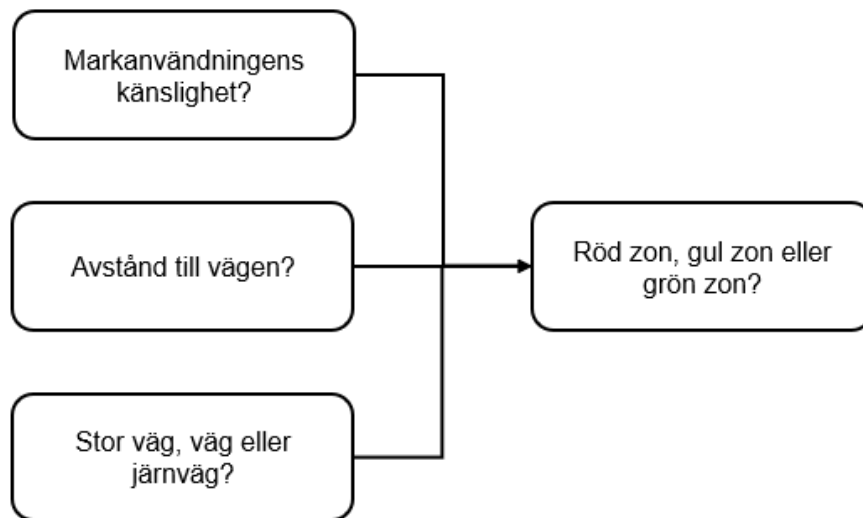 Markanvändningens
känslighet?
Avstånd till vägen?
Stor väg, väg eller
järnväg?
Röd zon, gul zon eller
grön zon?